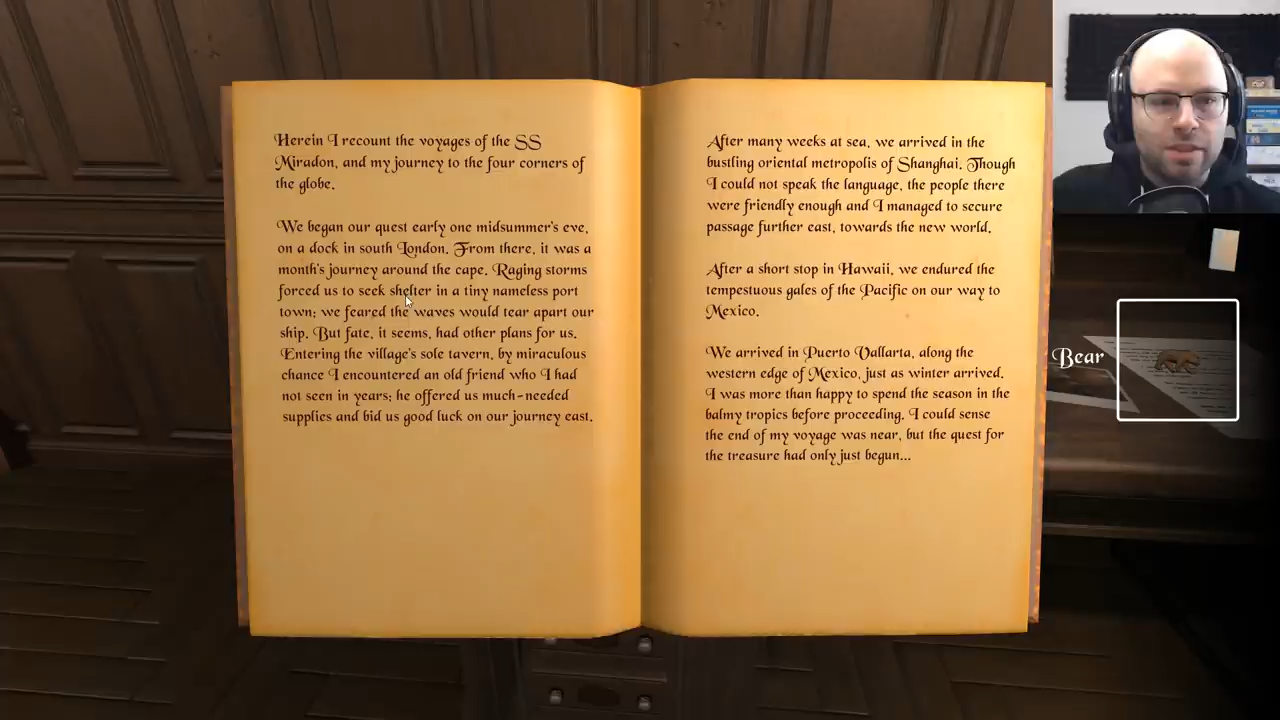 Herein I recount the voyages of the SS
Miradon, and my journey to the four corners of
the globe.
We began our quest early one midsummer's eve,
on a dock in south London. From there, it was a
month's journey around the cape. Raging storms
forced us to seek shelter in a tiny nameless port
town; we feared the waves would tear apart our
ship. But fate, it seems, had other plans for us.
Entering the village's sole tavern, by miraculous
chance I encountered an old friend who I had
not seen in years; he offered us much-needed
supplies and bid us good luck on our journey east.
After many weeks at sea, we arrived in the
bustling oriental metropolis of Shanghai. Though
I could not speak the language, the people there
were friendly enough and I managed to secure
passage further east, towards the new world.
After a short stop in Hawaii, we endured the
tempestuous gales of the Pacific on our way to
Mexico.
We arrived in Puerto Vallarta, along the
western edge of Mexico, just as winter arrived.
I was more than happy to spend the season in the
balmy tropics before proceeding. I could sense
the end of my voyage was near, but the quest for
the treasure had only just begun...
Bear